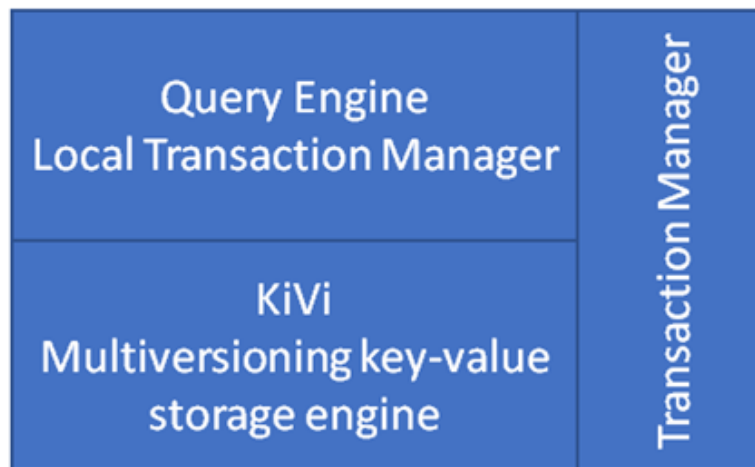 Query Engine
Local Transaction Manager
KiVi
Multiversioning key-value
storage engine
Transaction Manager